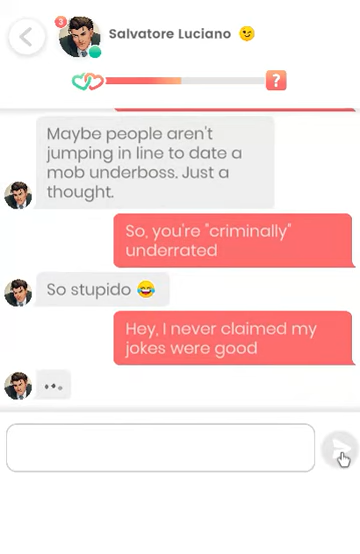 3
Salvatore Luciano
?
Maybe people aren't
jumping in line to date a
mob underboss. Just a
thought.
So, you're "criminally"
underrated
So stupido
Hey, I never claimed my
jokes were good